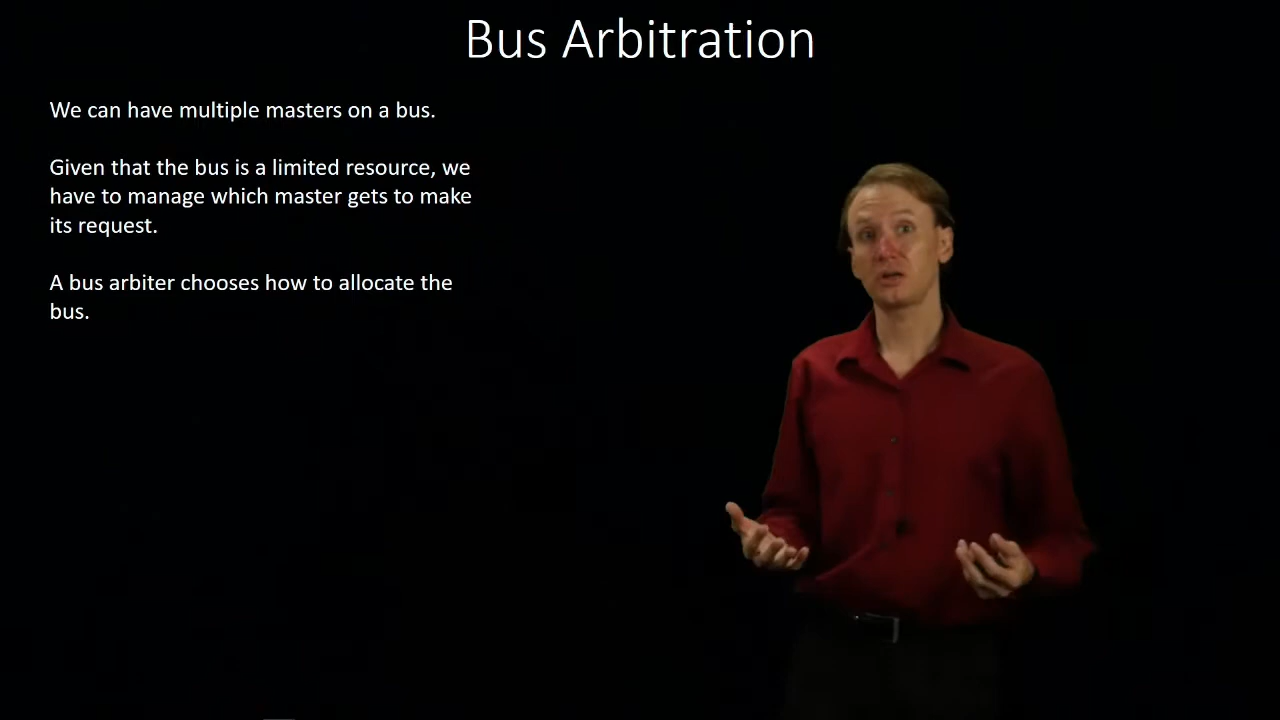 Bus Arbitration
We can have multiple masters on a bus.
Given that the bus is a limited resource, we
have to manage which master gets to make
its request.
A bus arbiter chooses how to allocate the
bus.